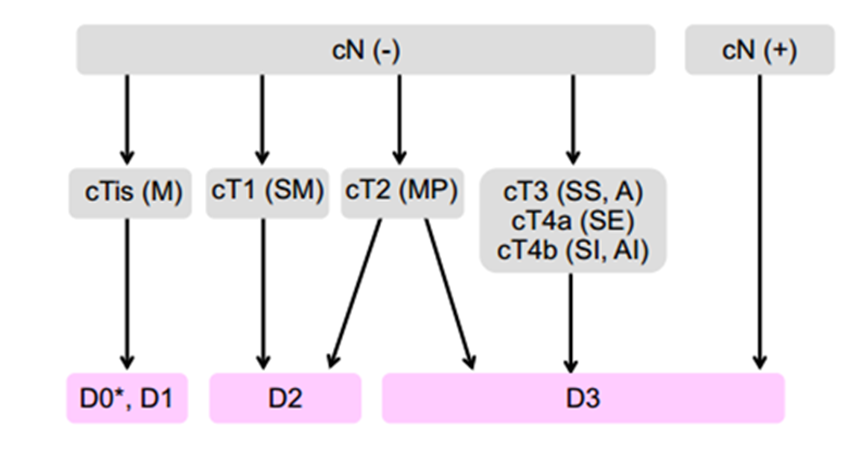 cN (-)
cN (+)
cTis (M)
cT1 (SM)
cT2 (MP)
cT3 (SS, A)
cT4a (SE)
cT4b (SI, AI)
D0*, D1
D2
D3